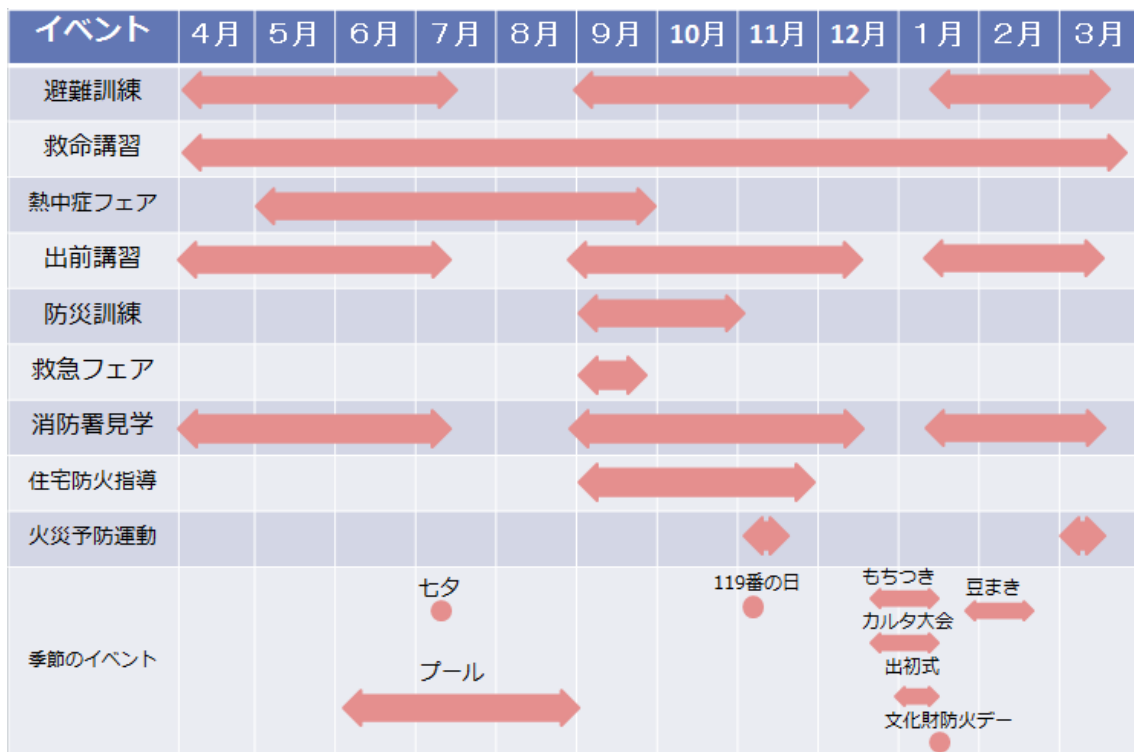 イベント 4月 5月 6月 7月 8月 9月 10月 11月 12月 1月 2月 3月
避難訓練
救命講習
熱中症フェア
出前講習
防災訓練
救急フェア
消防署見学
住宅防火指導
火災予防運動
季節のイベント
七夕
119番の日
もちつき
豆まき
カルタ大会
プール
出初式
文化財防火デー